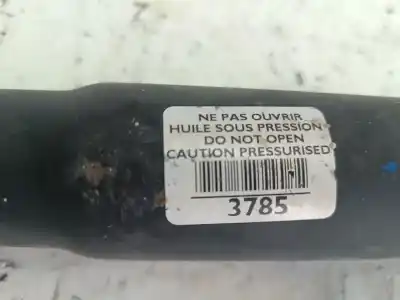 NE PAS OUVRIR
HUILE SOUS PRESSION
DO NOT OPEN
CAUTION PRESSURISED
3785